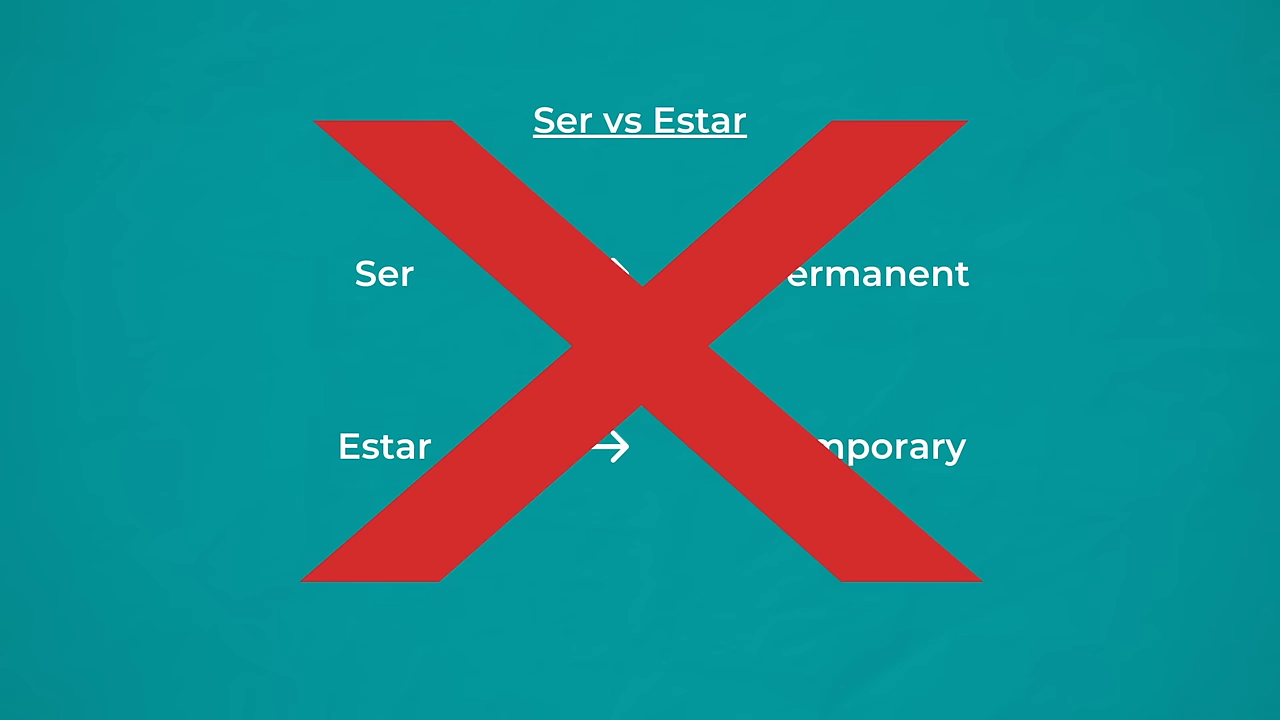 Ser vs Estar
Ser → ermanent
Estar → mporary